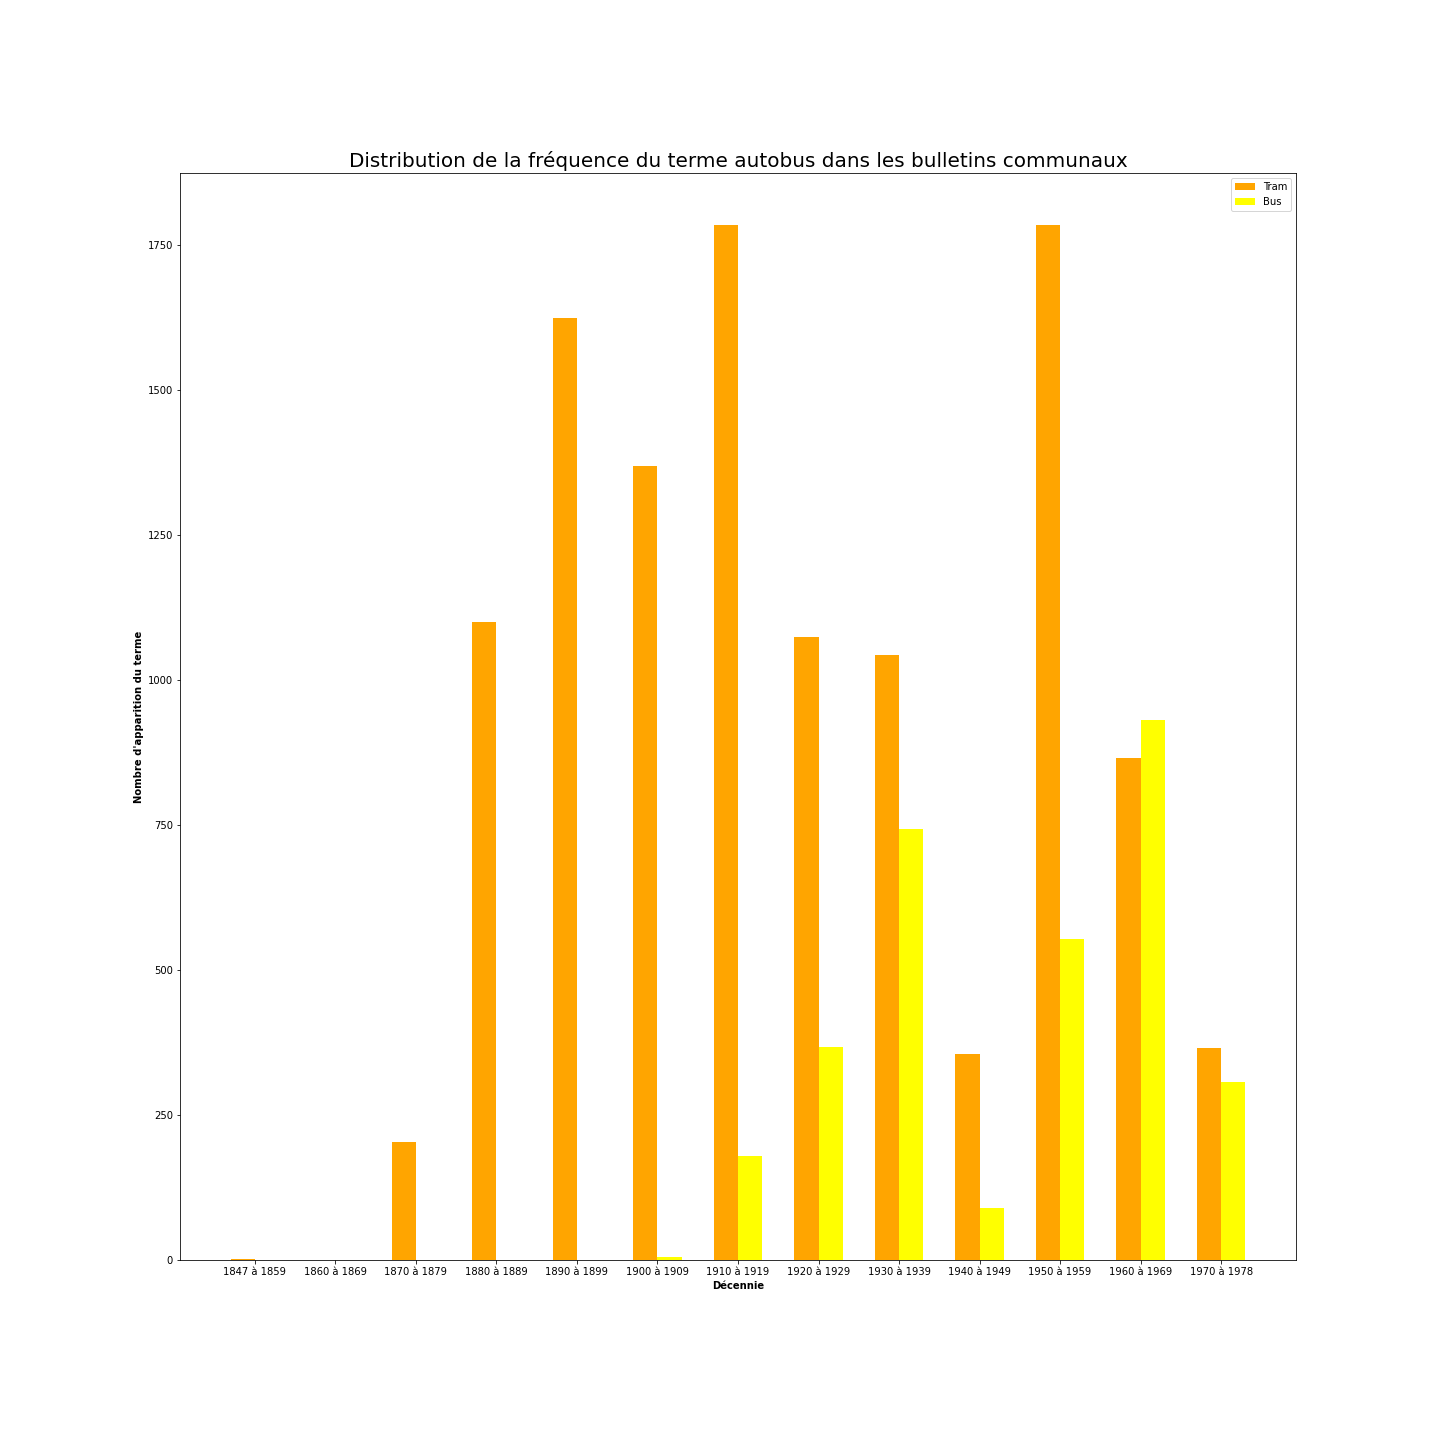 Distribution de la fréquence du terme autobus dans les bulletins communaux
Tram
Bus
1750
1500
1250
1000
750
500
250
0
Nombre d'apparition du terme
1847 à 1859 1860 à 1869 1870 à 1879 1880 à 1889 1890 à 1899 1900 à 1909 1910 à 1919 1920 à 1929 1930 à 1939 1940 à 1949 1950 à 1959 1960 à 1969 1970 à 1978
Décennie